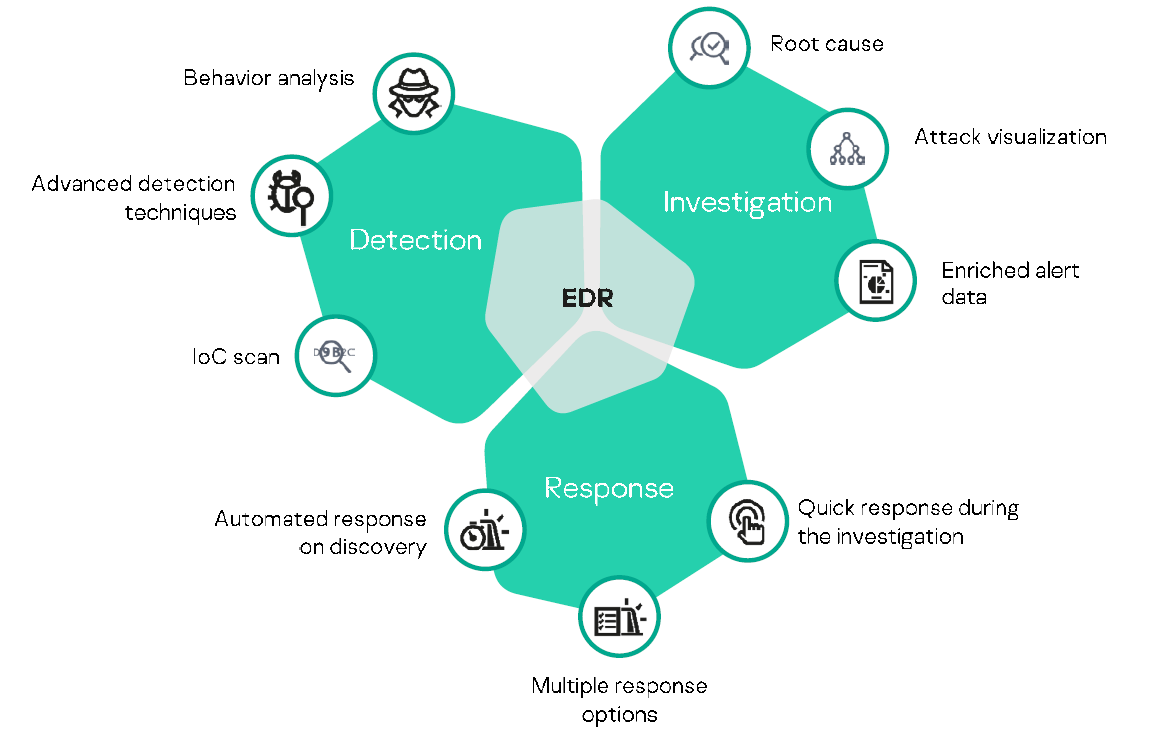 Behavior analysis
Advanced detection
techniques
IoC scan
Detection
Root cause
Attack visualization
Enriched alert
data
Investigation
EDR
Response
Automated response
on discovery
Quick response during
the investigation
Multiple response
options